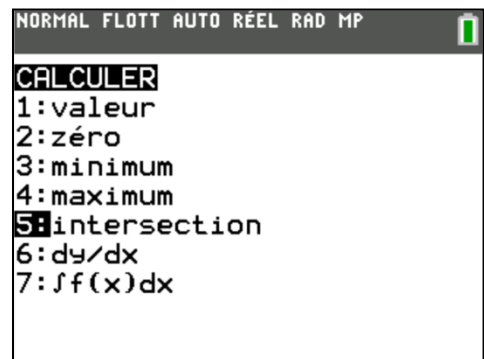 NORMAL FLOTT AUTO RÉEL RAD MP
CALCULER
1:valeur
2:zéro
3:minimum
4:maximum
5:intersection
6:dy/dx
7:∫f(x)dx